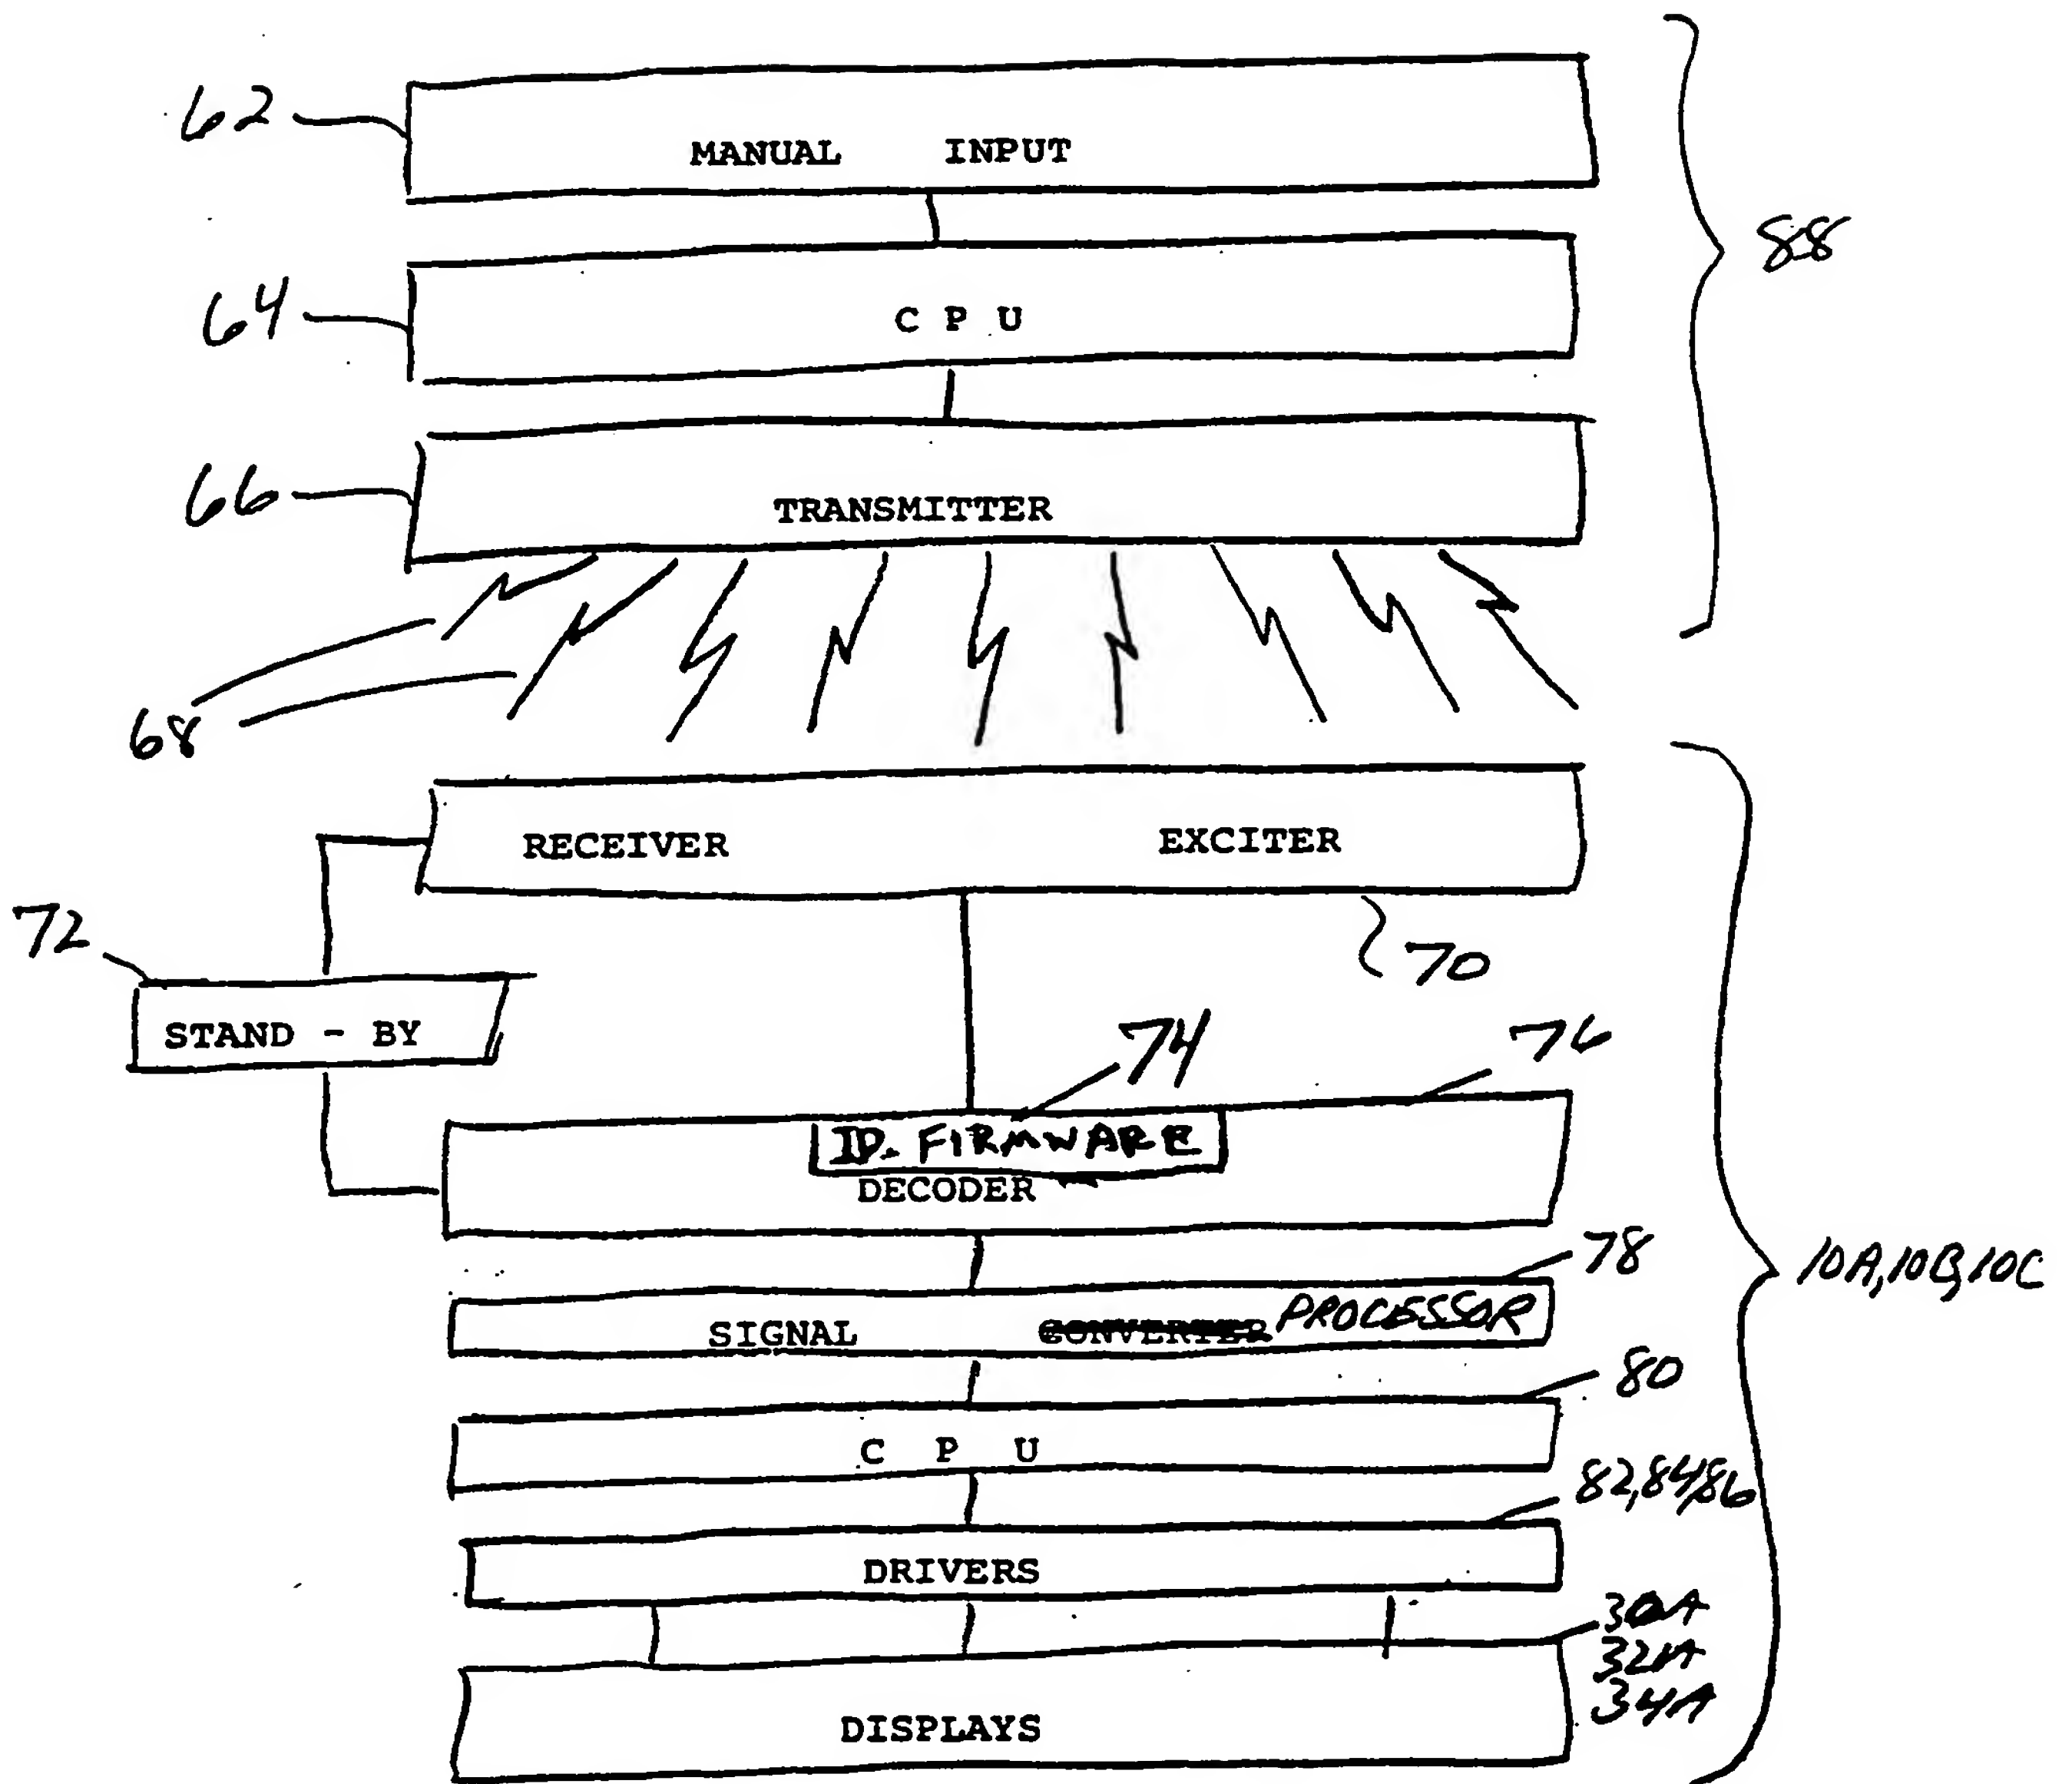 62
MANUAL INPUT
88
64
C P U
66
TRANSMITTER
68
RECEIVER EXCITER
70
72
STAND - BY
74
76
ID. FIRMWARE
DECODER
78
SIGNAL CONVERTER PROCESSOR
10A, 10B, 10C
80
C P U
82, 84, 86
DRIVERS
30A
32A
34A
DISPLAYS